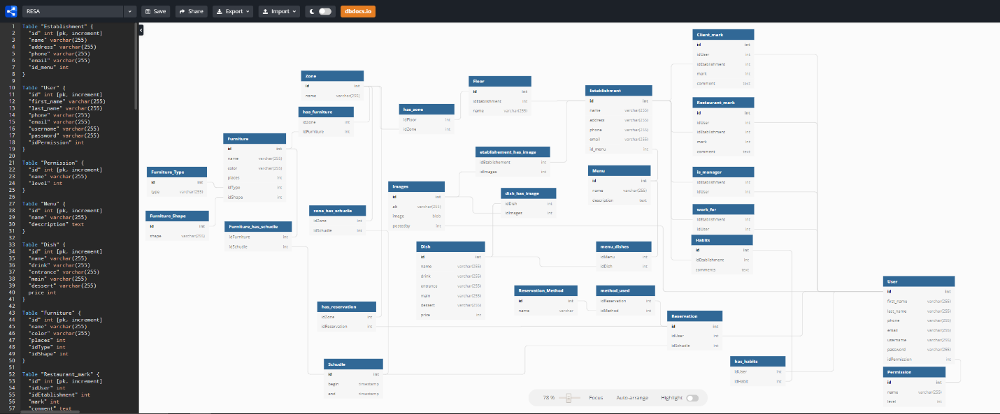 RESA
Save
Share
Export
Import
dbdocs.io
1 Table "Establishment" {
2 "id" int [pk, increment]
3 "name" varchar(255)
4 "address" varchar(255)
5 "phone" varchar(255)
6 "email" varchar(255)
7 "id_menu" int
8 }
9
10 Table "User" {
11 "id" int [pk, increment]
12 "first_name" varchar(255)
13 "last_name" varchar(255)
14 "phone" varchar(255)
15 "email" varchar(255)
16 "username" varchar(255)
17 "password" varchar(255)
18 "idPermission" int
19 }
20
21 Table "Permission" {
22 "id" int [pk, increment]
23 "name" varchar(255)
24 "level" int
25 }
26
27 Table "Menu" {
28 "id" int [pk, increment]
29 "name" varchar(255)
30 "description" text
31 }
32
33 Table "Dish" {
34 "id" int [pk, increment]
35 "name" varchar(255)
36 "drink" varchar(255)
37 "entrance" varchar(255)
38 "main" varchar(255)
39 "dessert" varchar(255)
40 price int
41 }
42
43 Table "Furniture" {
44 "id" int [pk, increment]
45 "name" varchar(255)
46 "color" varchar(255)
47 "places" int
48 "idType" int
49 "idShape" int
50 }
51
52 Table "Restaurant_mark" {
53 "id" int [pk, increment]
54 "idUser" int
55 "idEtablishment" int
56 "mark" int
57 "comment" text
Furniture_Type
id int
type varchar(255)
Furniture_Shape
id int
shape varchar(255)
Furniture
id int
name varchar(255)
color varchar(255)
places int
idType int
idShape int
Furniture_has_schudle
idFurniture int
idSchudle int
Zone
id int
name varchar(255)
has_furniture
idZone int
idFurniture int
zone_has_schudle
idZone int
idSchudle int
has_reservation
idZone int
idReservation int
Schudle
id int
begin timestamp
end timestamp
has_zone
idFloor int
idZone int
Images
id int
alt varchar(255)
image blob
postedby int
Dish
id int
name varchar(255)
drink varchar(255)
entrance varchar(255)
main varchar(255)
dessert varchar(255)
price int
Floor
id int
idEtablishment int
name varchar(255)
etablishement_has_image
idEtablishement int
idImages int
dish_has_image
idDish int
idImages int
Reservation_Method
id int
name varchar
Establishment
id int
name varchar(255)
address varchar(255)
phone varchar(255)
email varchar(255)
id_menu int
Menu
id int
name varchar(255)
description text
menu_dishes
idMenu int
idDish int
method_used
idReservation int
idMethod int
Reservation
id int
idUser int
idSchudle int
Client_mark
id int
idUser int
idEtablishment int
mark int
comment text
Restaurant_mark
id int
idUser int
idEtablishment int
mark int
comment text
is_manager
idEtablishment int
idUser int
work_for
idEtablishment int
idUser int
Habits
id int
idEtablishment int
comments text
has_habits
idUser int
idHabit int
User
id int
first_name varchar(255)
last_name varchar(255)
phone varchar(255)
email varchar(255)
username varchar(255)
password varchar(255)
idPermission int
Permission
id int
name varchar(255)
level int
78 %
Focus
Auto-arrange
Highlight